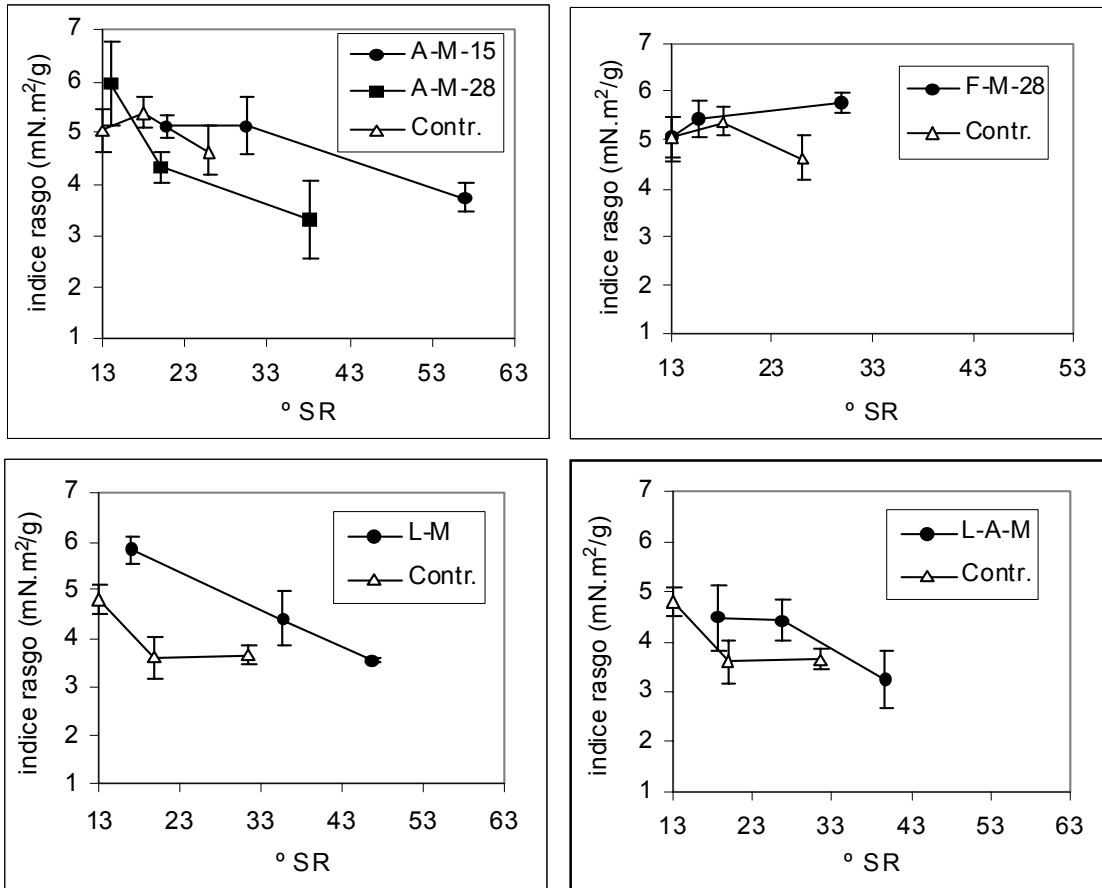 indice rasgo (mN.m²/g)
7
6
5
4
3
2
1
A-M-15
A-M-28
Contr.
13 23 33 43 53 63
º SR
indice rasgo (mN.m²/g)
7
6
5
4
3
2
1
F-M-28
Contr.
13 23 33 43 53
º SR
indice rasgo (mN.m²/g)
7
6
5
4
3
2
1
L-M
Contr.
13 23 33 43 53 63
º SR
indice rasgo (mN.m²/g)
7
6
5
4
3
2
1
L-A-M
Contr.
13 23 33 43 53 63
º SR